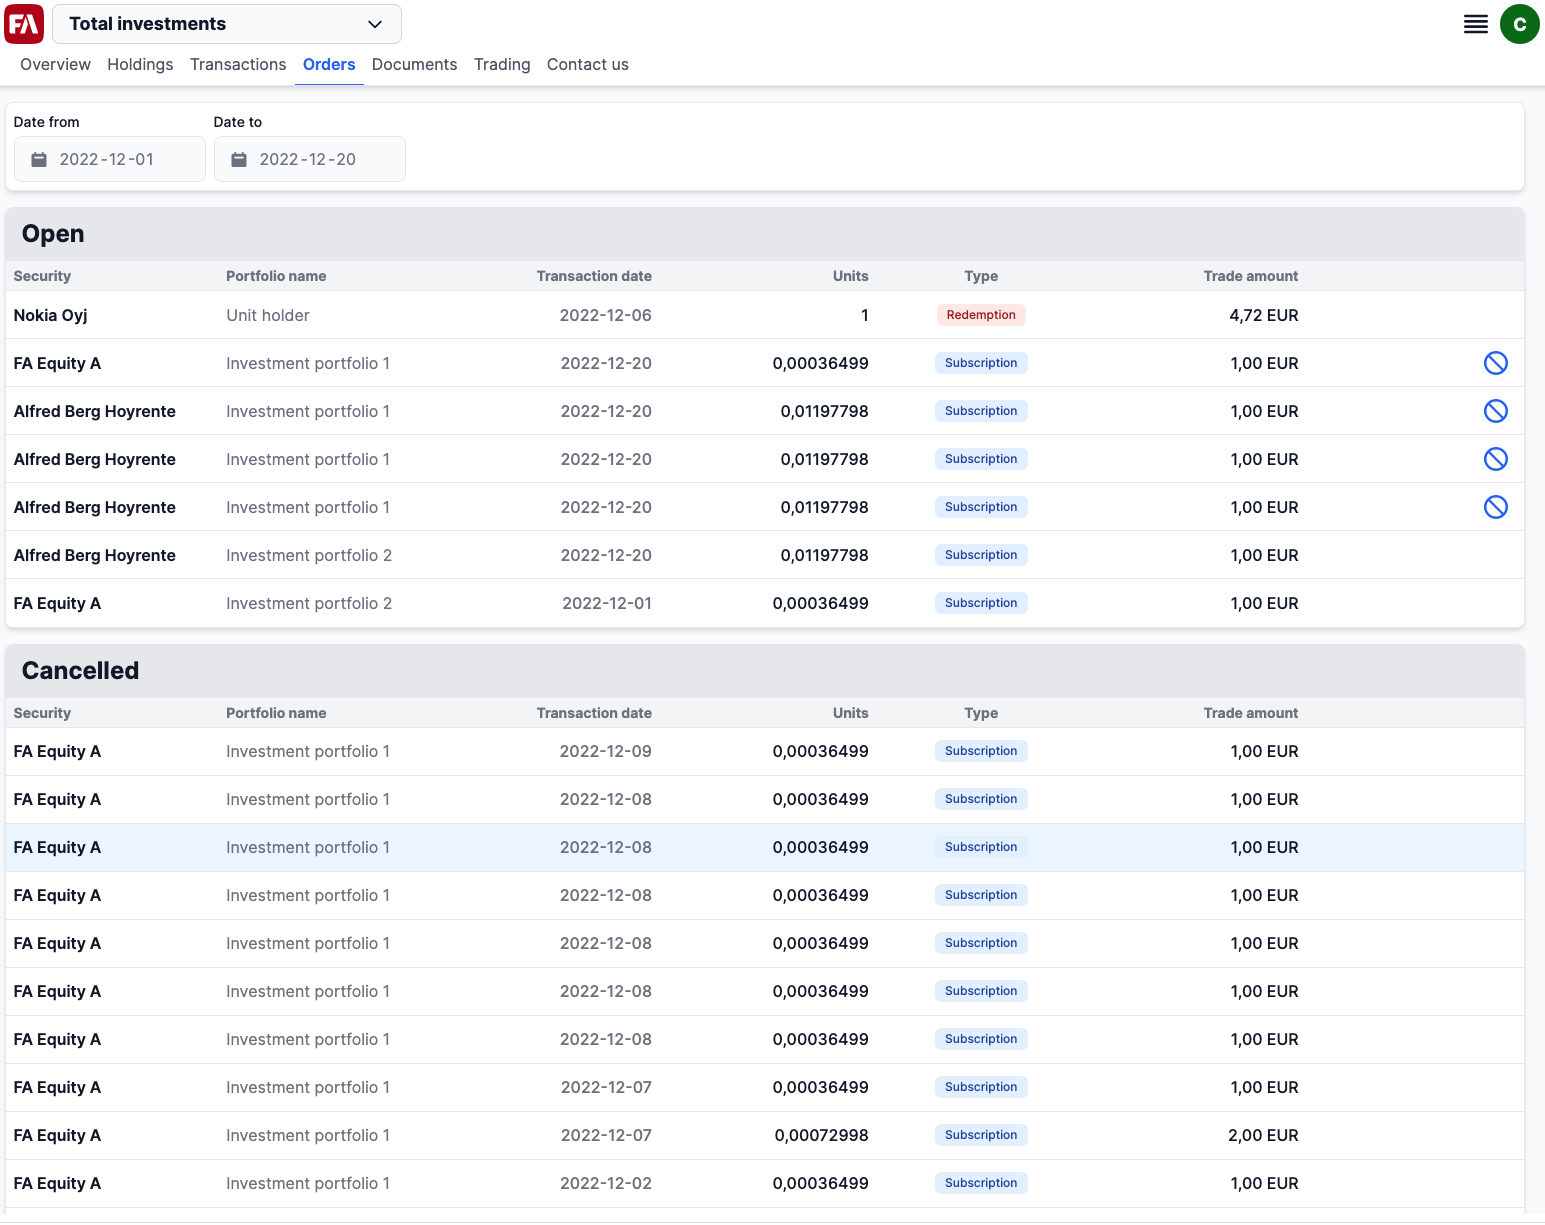 FA Total investments C
Overview Holdings Transactions Orders Documents Trading Contact us
Date from Date to
2022-12-01 2022-12-20
Open
Security Portfolio name Transaction date Units Type Trade amount
Nokia Oyj Unit holder 2022-12-06 1 Redemption 4,72 EUR
FA Equity A Investment portfolio 1 2022-12-20 0,00036499 Subscription 1,00 EUR
Alfred Berg Hoyrente Investment portfolio 1 2022-12-20 0,01197798 Subscription 1,00 EUR
Alfred Berg Hoyrente Investment portfolio 1 2022-12-20 0,01197798 Subscription 1,00 EUR
Alfred Berg Hoyrente Investment portfolio 1 2022-12-20 0,01197798 Subscription 1,00 EUR
Alfred Berg Hoyrente Investment portfolio 2 2022-12-20 0,01197798 Subscription 1,00 EUR
FA Equity A Investment portfolio 2 2022-12-01 0,00036499 Subscription 1,00 EUR
Cancelled
Security Portfolio name Transaction date Units Type Trade amount
FA Equity A Investment portfolio 1 2022-12-09 0,00036499 Subscription 1,00 EUR
FA Equity A Investment portfolio 1 2022-12-08 0,00036499 Subscription 1,00 EUR
FA Equity A Investment portfolio 1 2022-12-08 0,00036499 Subscription 1,00 EUR
FA Equity A Investment portfolio 1 2022-12-08 0,00036499 Subscription 1,00 EUR
FA Equity A Investment portfolio 1 2022-12-08 0,00036499 Subscription 1,00 EUR
FA Equity A Investment portfolio 1 2022-12-08 0,00036499 Subscription 1,00 EUR
FA Equity A Investment portfolio 1 2022-12-08 0,00036499 Subscription 1,00 EUR
FA Equity A Investment portfolio 1 2022-12-07 0,00036499 Subscription 1,00 EUR
FA Equity A Investment portfolio 1 2022-12-07 0,00072998 Subscription 2,00 EUR
FA Equity A Investment portfolio 1 2022-12-02 0,00036499 Subscription 1,00 EUR